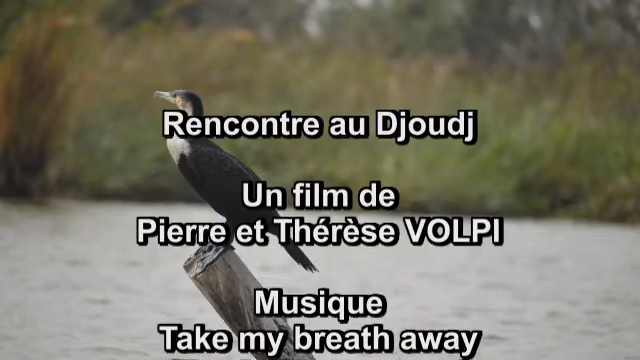 Rencontre au Djoudj
Un film de
Pierre et Thérèse VOLPI
Musique
Take my breath away